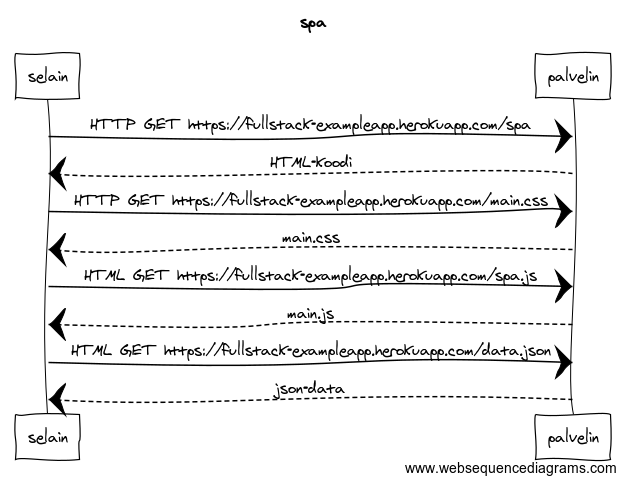 spa
selain
palvelin
HTTP GET https://fullstack-exampleapp.herokuapp.com/spa
HTML-koodi
HTTP GET https://fullstack-exampleapp.herokuapp.com/main.css
main.css
HTML GET https://fullstack-exampleapp.herokuapp.com/spa.js
main.js
HTML GET https://fullstack-exampleapp.herokuapp.com/data.json
json-data
selain
palvelin
www.websequencediagrams.com